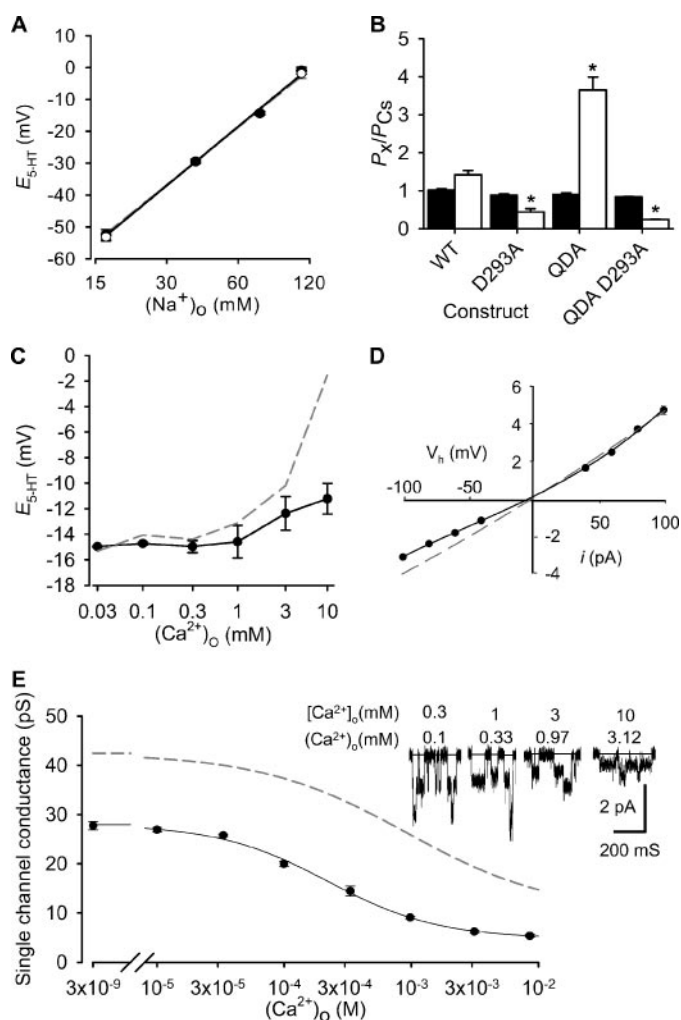 A
E5-HT (mV)
0
-10
-20
-30
-40
-50
-60
15
30
60
120
(Na+)O (mM)
B
PX/PCs
5
4
3
2
1
0
*
*
*
WT
D293A
QDA
QDA D293A
Construct
C
E5-HT (mV)
0
-2
-4
-6
-8
-10
-12
-14
-16
-18
0.03
0.1
0.3
1
3
10
(Ca2+)O (mM)
D
6
4
2
Vh (mV)
-100
-50
50
100
-2
-4
i (pA)
E
Single channel conductance (pS)
50
40
30
20
10
0
3x10-9
10-5
3x10-5
10-4
3x10-4
10-3
3x10-3
10-2
(Ca2+)O (M)
[Ca2+]o(mM) 0.3 1 3 10
(Ca2+)o(mM) 0.1 0.33 0.97 3.12
2 pA
200 mS